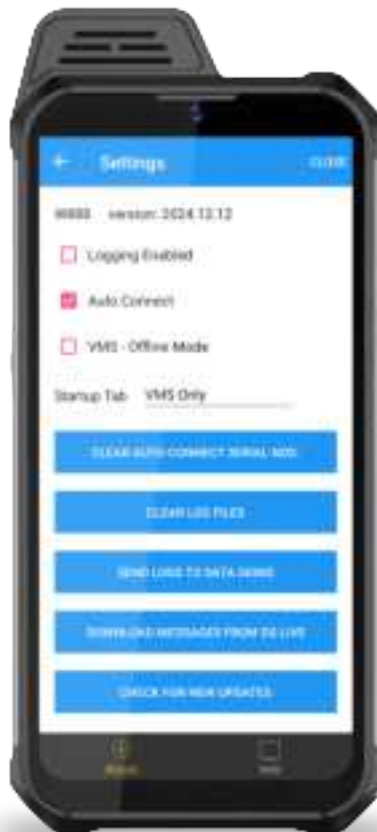 Settings CLOSE
version: 2024.12.12
Logging Enabled
Auto Connect
VMS - Offline Mode
Startup Tab VMS Only
CLEAR AUTO-CONNECT SERIAL NOS
CLEAR LOG FILES
SEND LOGS TO DATA SIGNS
DOWNLOAD MESSAGES FROM DS LIVE
CHECK FOR NEW UPDATES